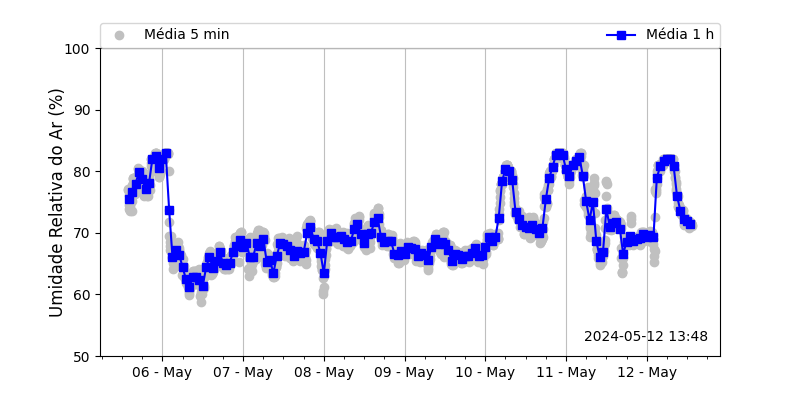 Média 5 min
Média 1 h
Umidade Relativa do Ar (%)
100
90
80
70
60
50
2024-05-12 13:48
06 - May
07 - May
08 - May
09 - May
10 - May
11 - May
12 - May